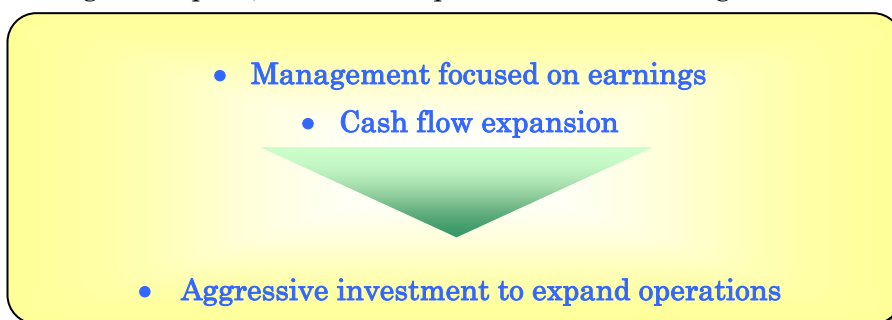 • Management focused on earnings
• Cash flow expansion
• Aggressive investment to expand operations